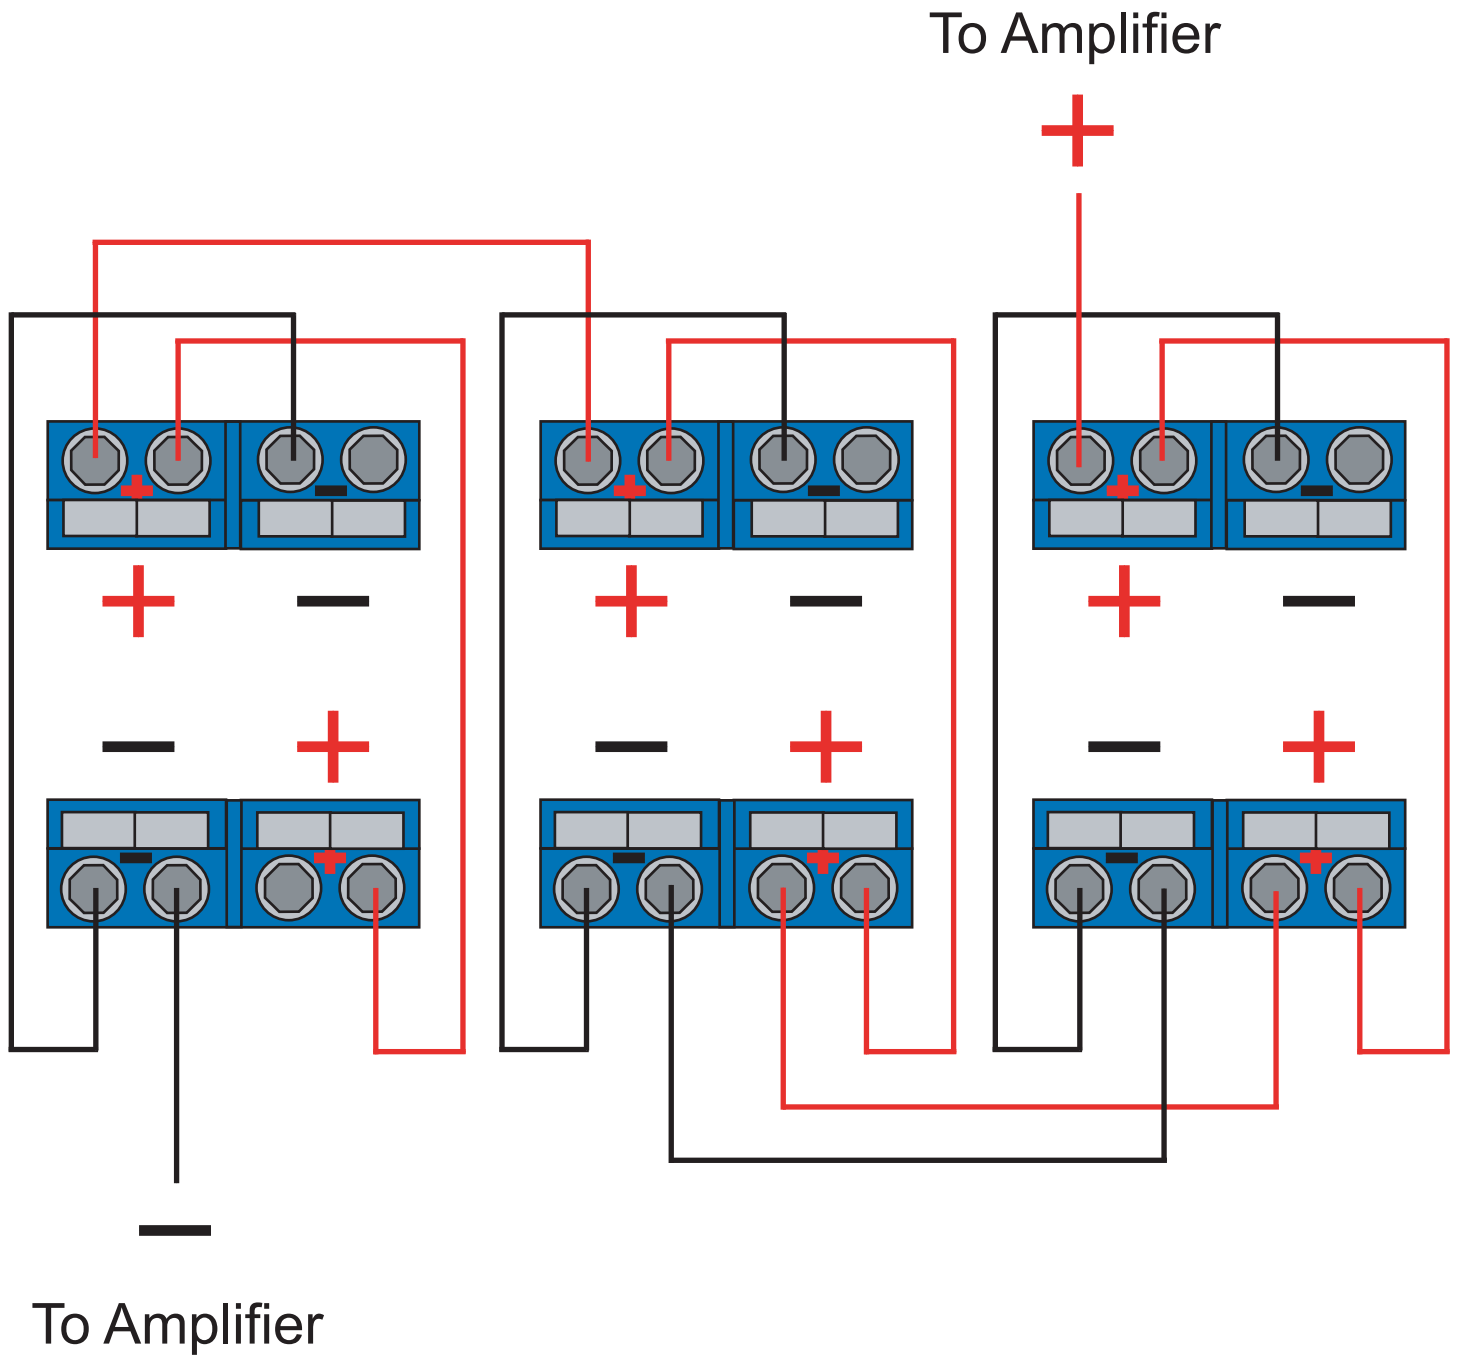 To Amplifier
+
+ − + − + −
− + − + − +
−
To Amplifier